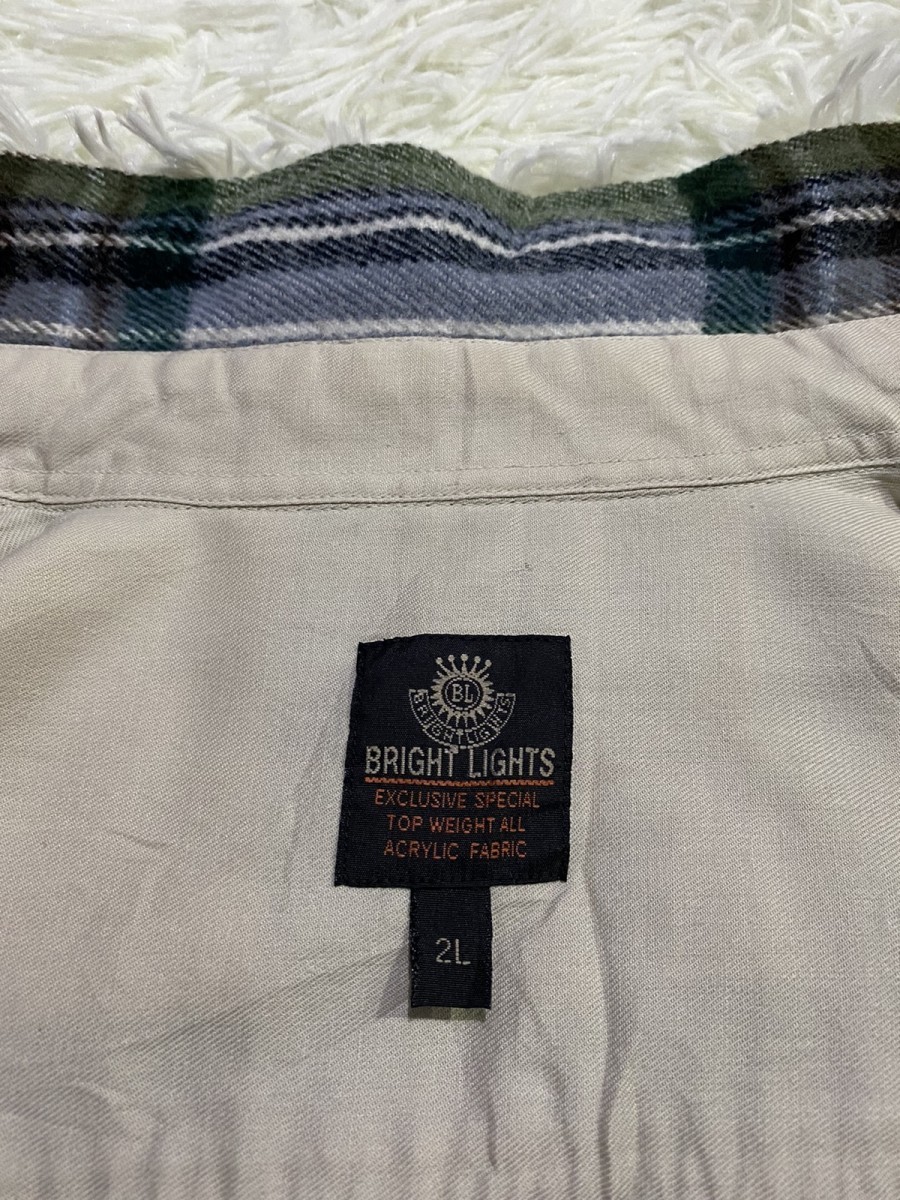 BL
BRIGHT LIGHTS
BRIGHT LIGHTS
EXCLUSIVE SPECIAL
TOP WEIGHT ALL
ACRYLIC FABRIC
2L